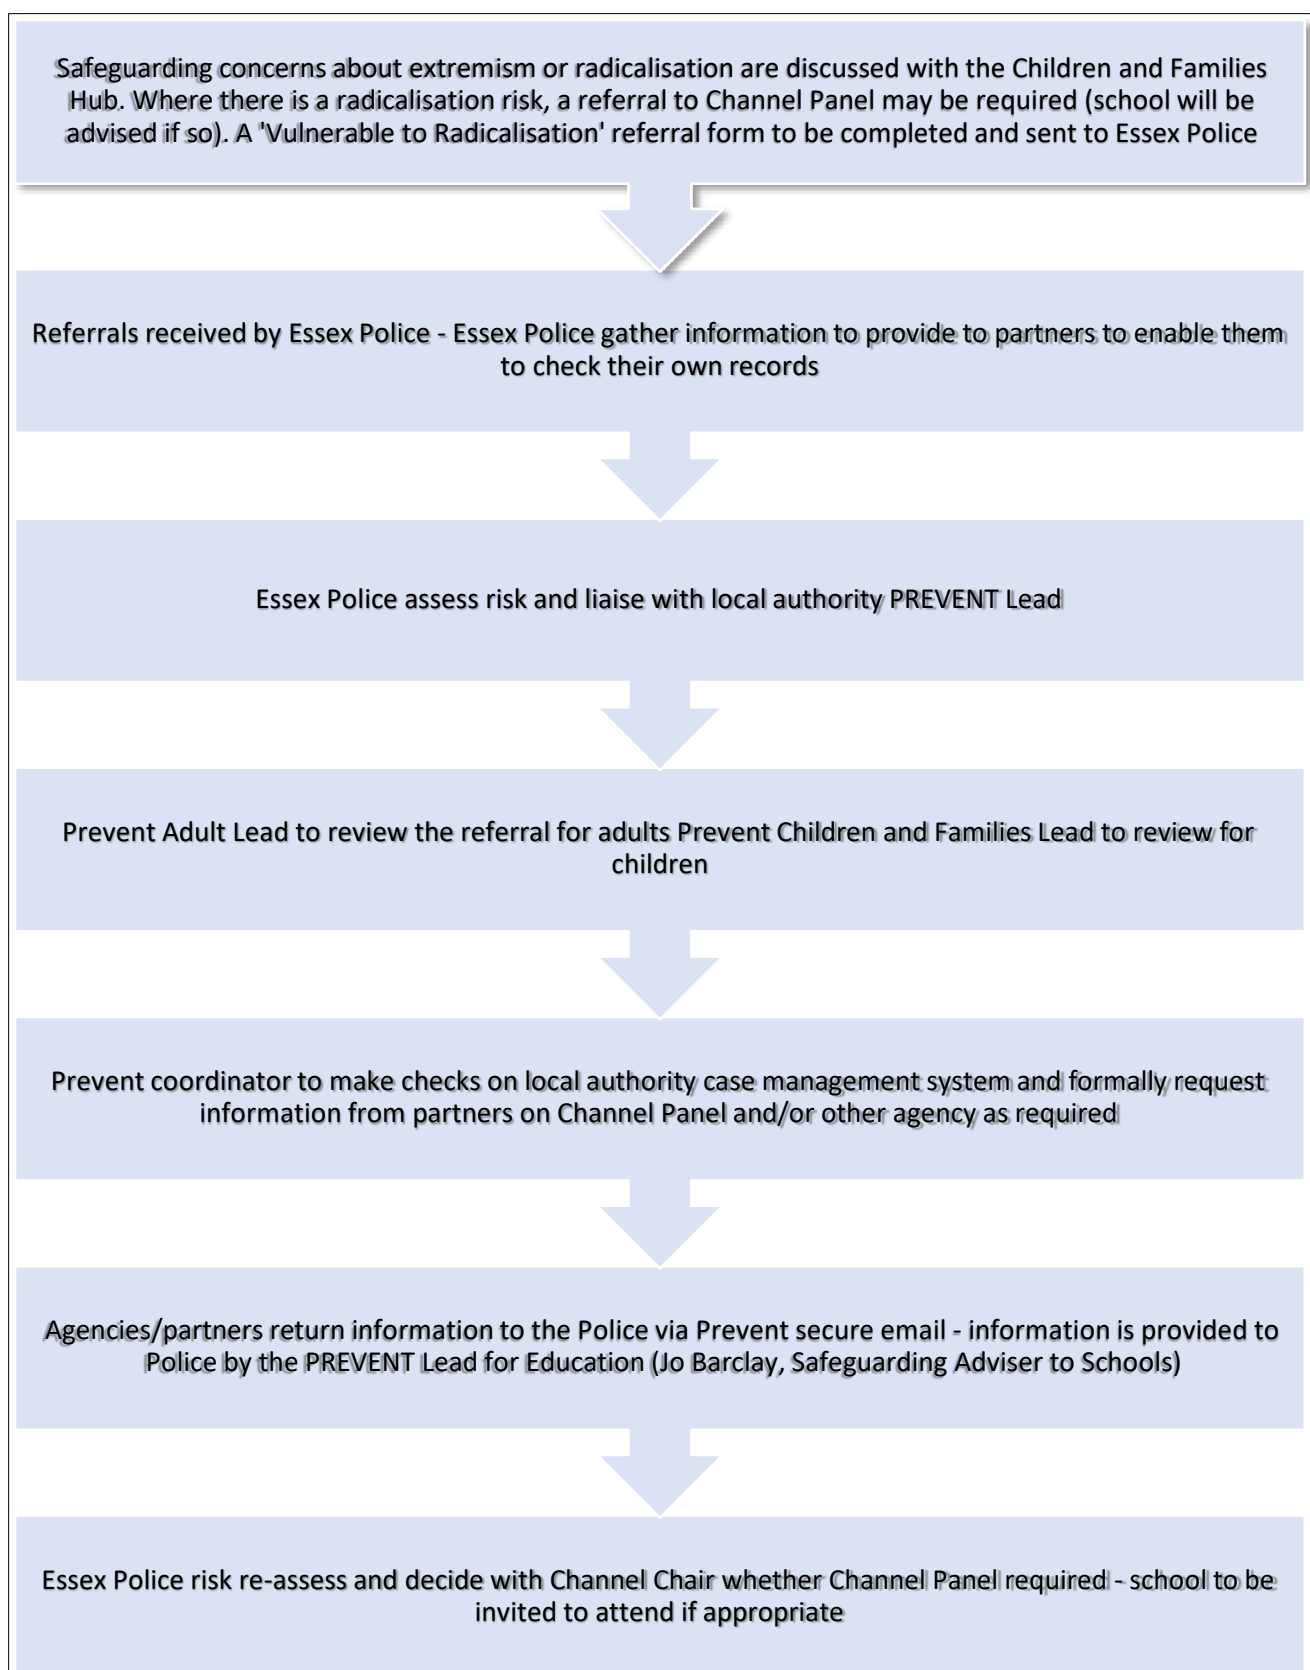 Safeguarding concerns about extremism or radicalisation are discussed with the Children and Families
Hub. Where there is a radicalisation risk, a referral to Channel Panel may be required (school will be
advised if so). A 'Vulnerable to Radicalisation' referral form to be completed and sent to Essex Police
Referrals received by Essex Police - Essex Police gather information to provide to partners to enable them
to check their own records
Essex Police assess risk and liaise with local authority PREVENT Lead
Prevent Adult Lead to review the referral for adults Prevent Children and Families Lead to review for
children
Prevent coordinator to make checks on local authority case management system and formally request
information from partners on Channel Panel and/or other agency as required
Agencies/partners return information to the Police via Prevent secure email - information is provided to
Police by the PREVENT Lead for Education (Jo Barclay, Safeguarding Adviser to Schools)
Essex Police risk re-assess and decide with Channel Chair whether Channel Panel required - school to be
invited to attend if appropriate